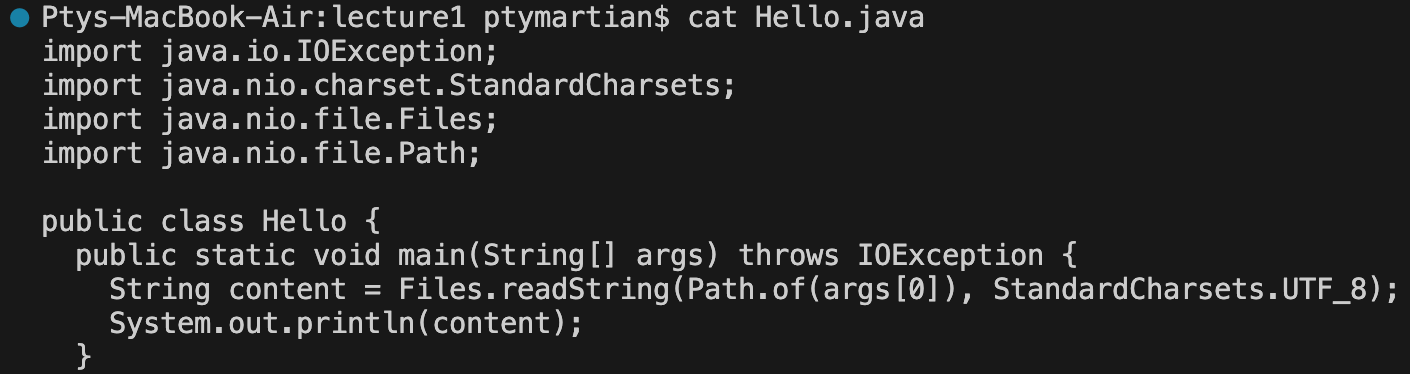 Ptys-MacBook-Air:lecture1 ptymartian$ cat Hello.java
import java.io.IOException;
import java.nio.charset.StandardCharsets;
import java.nio.file.Files;
import java.nio.file.Path;

public class Hello {
  public static void main(String[] args) throws IOException {
    String content = Files.readString(Path.of(args[0]), StandardCharsets.UTF_8);
    System.out.println(content);
  }